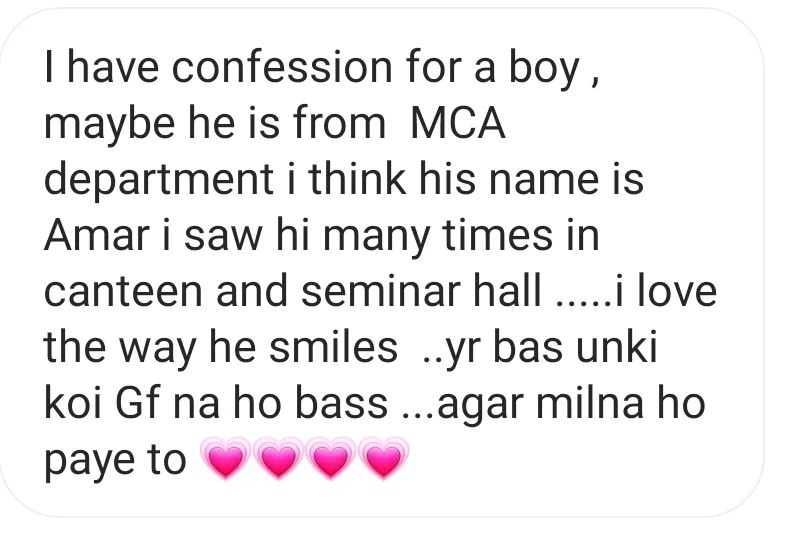 I have confession for a boy ,
maybe he is from  MCA
department i think his name is
Amar i saw hi many times in
canteen and seminar hall .....i love
the way he smiles  ..yr bas unki
koi Gf na ho bass ...agar milna ho
paye to 💗💗💗💗